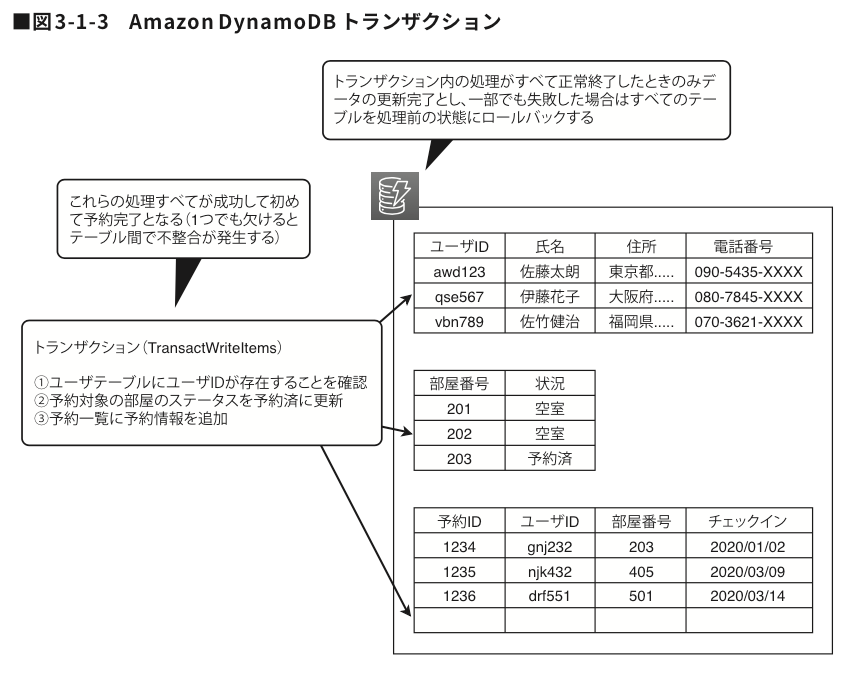 ■図3-1-3 Amazon DynamoDB トランザクション
トランザクション内の処理がすべて正常終了したときのみデ
ータの更新完了とし、一部でも失敗した場合はすべてのテー
ブルを処理前の状態にロールバックする
これらの処理すべてが成功して初め
て予約完了となる（1つでも欠けると
テーブル間で不整合が発生する）
ユーザID 氏名 住所 電話番号
awd123 佐藤太朗 東京都..... 090-5435-XXXX
qse567 伊藤花子 大阪府..... 080-7845-XXXX
vbn789 佐竹健治 福岡県..... 070-3621-XXXX
トランザクション（TransactWriteItems）
①ユーザテーブルにユーザIDが存在することを確認
②予約対象の部屋のステータスを予約済に更新
③予約一覧に予約情報を追加
部屋番号 状況
201 空室
202 空室
203 予約済
予約ID ユーザID 部屋番号 チェックイン
1234 gnj232 203 2020/01/02
1235 njk432 405 2020/03/09
1236 drf551 501 2020/03/14